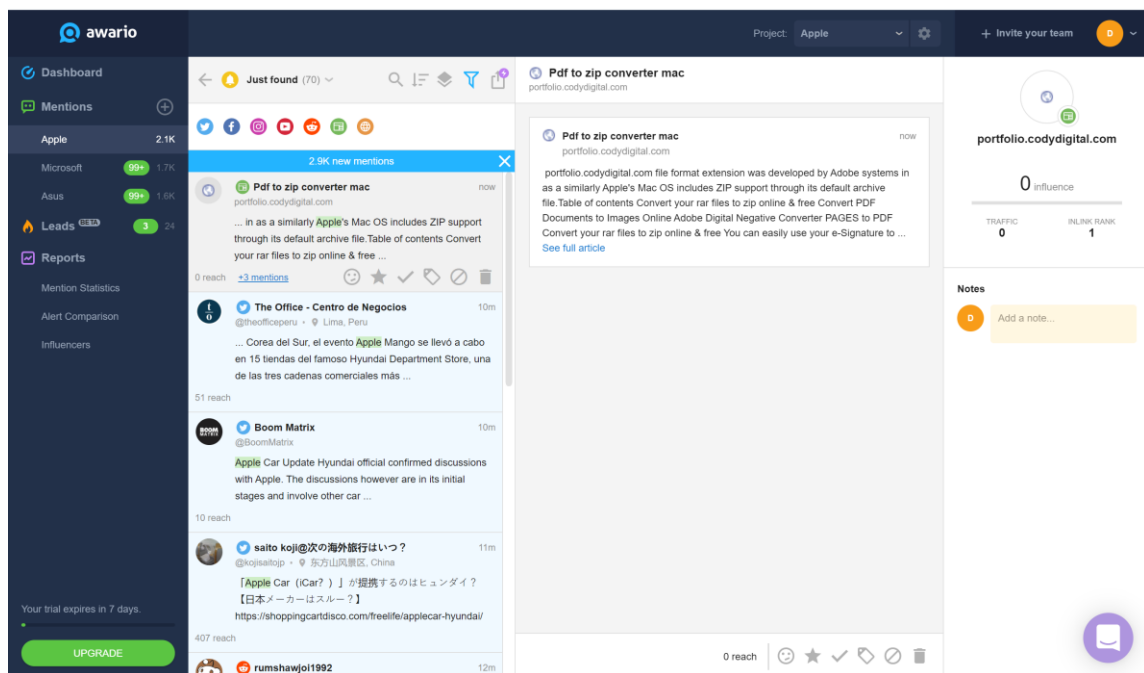 awario
Project: Apple
+ Invite your team
D
Dashboard
Mentions
Apple 2.1K
Microsoft 99+ 1.7K
Asus 99+ 1.6K
Leads BETA 3 24
Reports
Mention Statistics
Alert Comparison
Influencers
Your trial expires in 7 days.
UPGRADE
Just found (70)
2.9K new mentions
Pdf to zip converter mac now
portfolio.codydigital.com
... in as a similarly Apple's Mac OS includes ZIP support
through its default archive file.Table of contents Convert
your rar files to zip online & free ...
0 reach +3 mentions
The Office - Centro de Negocios 10m
@theofficeperu • Lima, Peru
... Corea del Sur, el evento Apple Mango se llevó a cabo
en 15 tiendas del famoso Hyundai Department Store, una
de las tres cadenas comerciales más ...
51 reach
BOOM
MATRIX
Boom Matrix 10m
@BoomMatrix
Apple Car Update Hyundai official confirmed discussions
with Apple. The discussions however are in its initial
stages and involve other car ...
10 reach
saito koji@次の海外旅行はいつ？ 11m
@kojisaitojp • 东方山风景区, China
「Apple Car（iCar？）」が提携するのはヒュンダイ？
【日本メーカーはスルー？】
https://shoppingcartdisco.com/freelife/applecar-hyundai/
407 reach
rumshawjoi1992 12m
Pdf to zip converter mac
portfolio.codydigital.com
Pdf to zip converter mac now
portfolio.codydigital.com
portfolio.codydigital.com file format extension was developed by Adobe systems in
as a similarly Apple's Mac OS includes ZIP support through its default archive
file.Table of contents Convert your rar files to zip online & free Convert PDF
Documents to Images Online Adobe Digital Negative Converter PAGES to PDF
Convert your rar files to zip online & free You can easily use your e-Signature to ...
See full article
0 reach
portfolio.codydigital.com
0 influence
TRAFFIC INLINK RANK
0 1
Notes
D
Add a note...